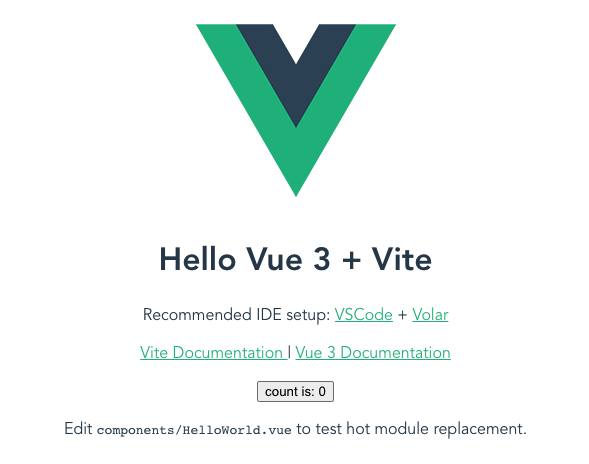 Hello Vue 3 + Vite
Recommended IDE setup: VSCode + Volar
Vite Documentation | Vue 3 Documentation
count is: 0
Edit components/HelloWorld.vue to test hot module replacement.